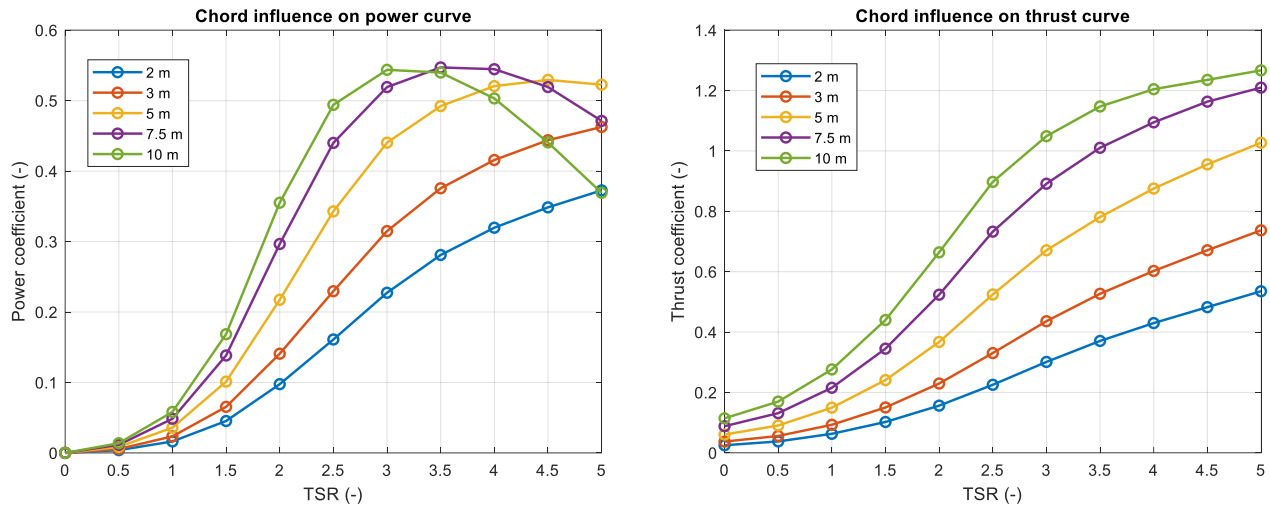 Chord influence on power curve
0.6
0.5
0.4
0.3
0.2
0.1
0
Power coefficient (-)
2 m
3 m
5 m
7.5 m
10 m
0 0.5 1 1.5 2 2.5 3 3.5 4 4.5 5
TSR (-)
Chord influence on thrust curve
1.4
1.2
1
0.8
0.6
0.4
0.2
0
Thrust coefficient (-)
2 m
3 m
5 m
7.5 m
10 m
0 0.5 1 1.5 2 2.5 3 3.5 4 4.5 5
TSR (-)